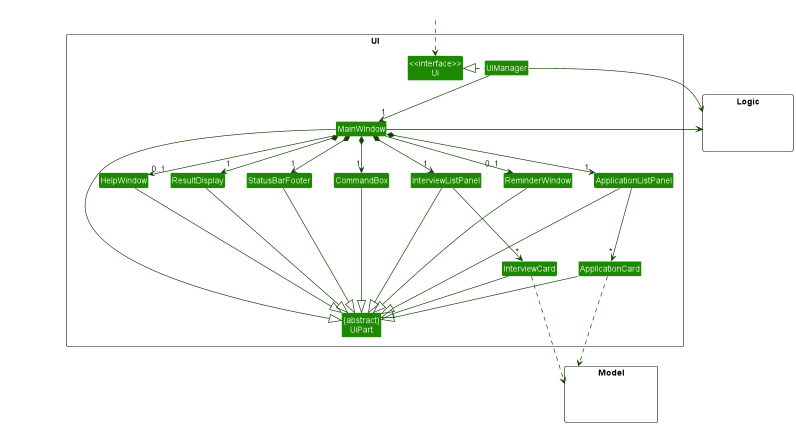 UI
<<interface>>
Ui
UiManager
Logic
1
MainWindow
0..1
1
1
1
1
0..1
1
HelpWindow
ResultDisplay
StatusBarFooter
CommandBox
InterviewListPanel
ReminderWindow
ApplicationListPanel
*
*
InterviewCard
ApplicationCard
{abstract}
UiPart
Model